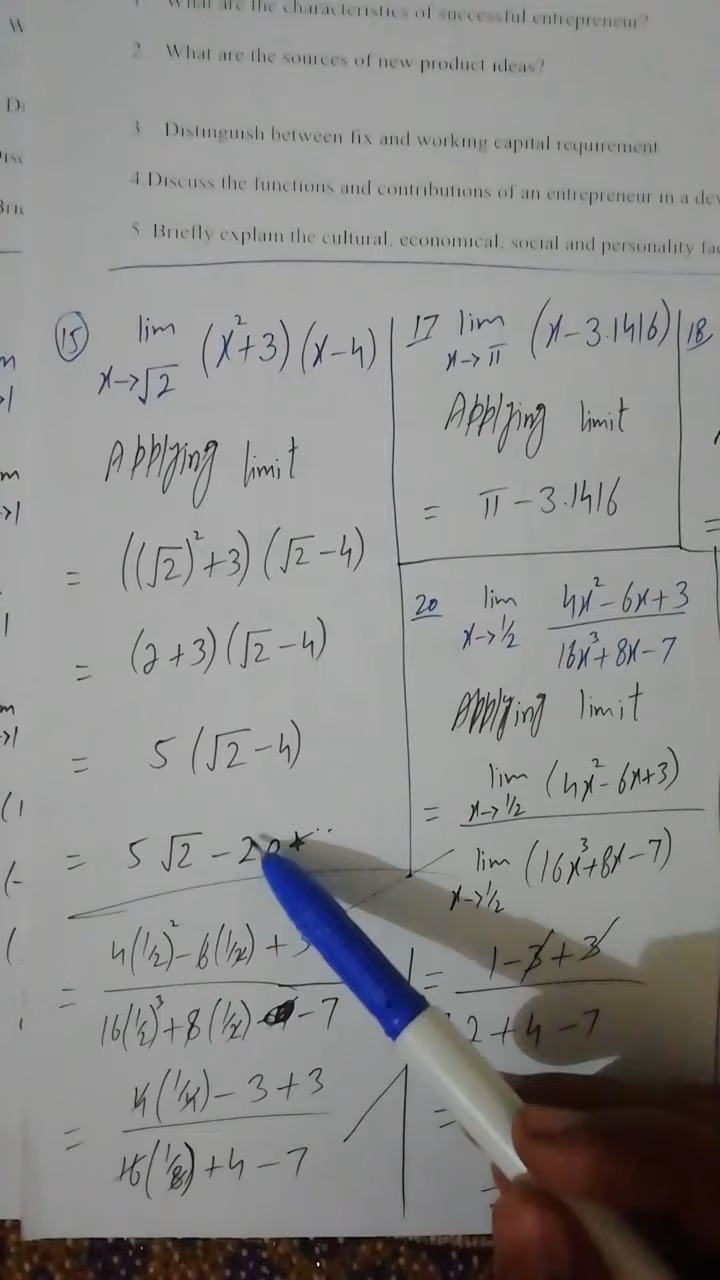 What are the characteristics of successful entrepreneur?
2 What are the sources of new product ideas?
3 Distinguish between fix and working capital requirement
4 Discuss the functions and contributions of an entrepreneur in a
5 Briefly explain the cultural, economical, social and personality
15 lim x→√2 (x²+3)(x-4)
Applying limit
= ((√2)²+3)(√2-4)
= (2+3)(√2-4)
= 5(√2-4)
= 5√2-20
17 lim x→π (x-3.1416)
Applying limit
= π-3.1416
18
20 lim x→1/2 4x²-6x+3 / 16x³+8x-7
Applying limit
= lim x→1/2 (4x²-6x+3) / lim x→1/2 (16x³+8x-7)
= 4(1/2)²-6(1/2)+3 / 16(1/2)³+8(1/2)-7
= 4(1/4)-3+3 / 16(1/8)+4-7
= 1-3+3 / 2+4-7
=